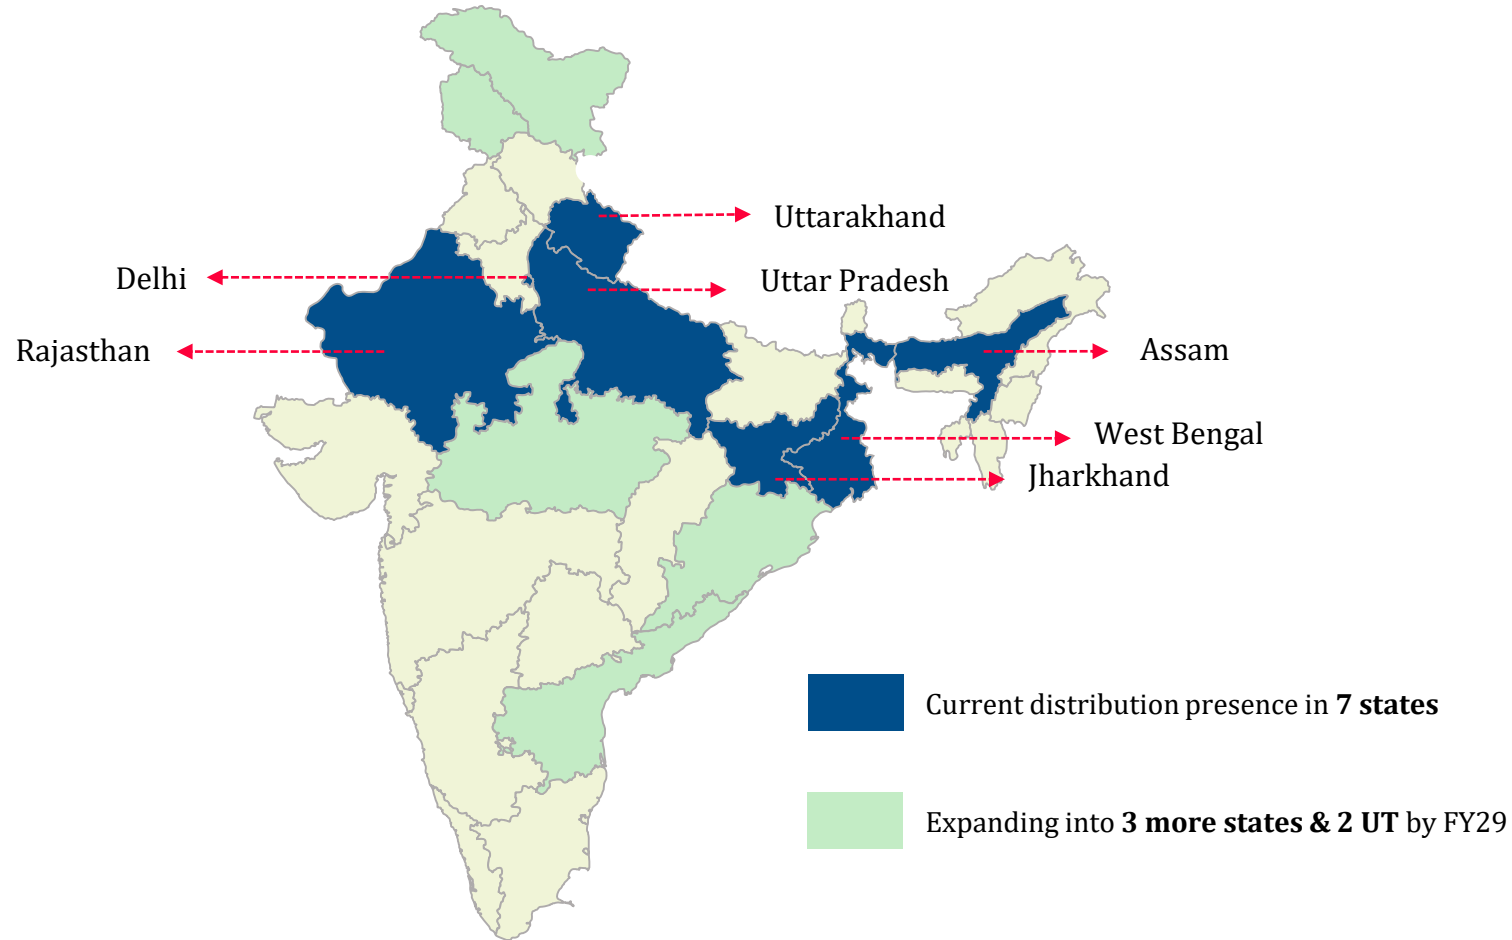 Uttarakhand
Delhi
Uttar Pradesh
Rajasthan
Assam
West Bengal
Jharkhand
Current distribution presence in 7 states
Expanding into 3 more states & 2 UT by FY29